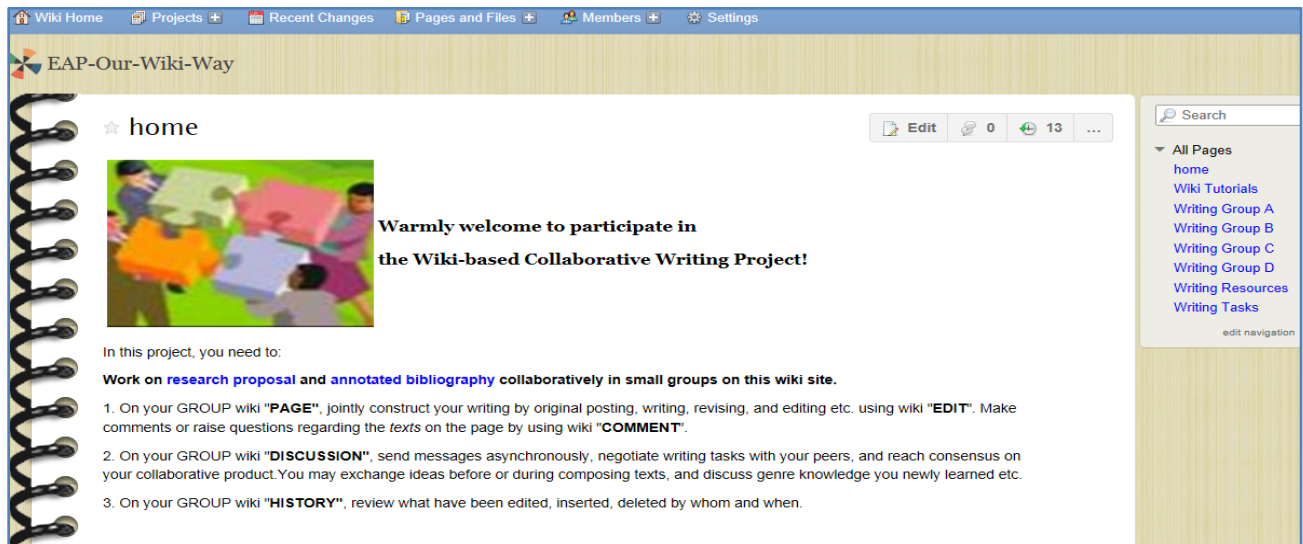 Wiki Home Projects Recent Changes Pages and Files Members Settings
EAP-Our-Wiki-Way
home
Edit 0 13 ...
Warmly welcome to participate in
the Wiki-based Collaborative Writing Project!
In this project, you need to:
Work on research proposal and annotated bibliography collaboratively in small groups on this wiki site.
1. On your GROUP wiki "PAGE", jointly construct your writing by original posting, writing, revising, and editing etc. using wiki "EDIT". Make
comments or raise questions regarding the texts on the page by using wiki "COMMENT".
2. On your GROUP wiki "DISCUSSION", send messages asynchronously, negotiate writing tasks with your peers, and reach consensus on
your collaborative product.You may exchange ideas before or during composing texts, and discuss genre knowledge you newly learned etc.
3. On your GROUP wiki "HISTORY", review what have been edited, inserted, deleted by whom and when.
Search
All Pages
home
Wiki Tutorials
Writing Group A
Writing Group B
Writing Group C
Writing Group D
Writing Resources
Writing Tasks
edit navigation